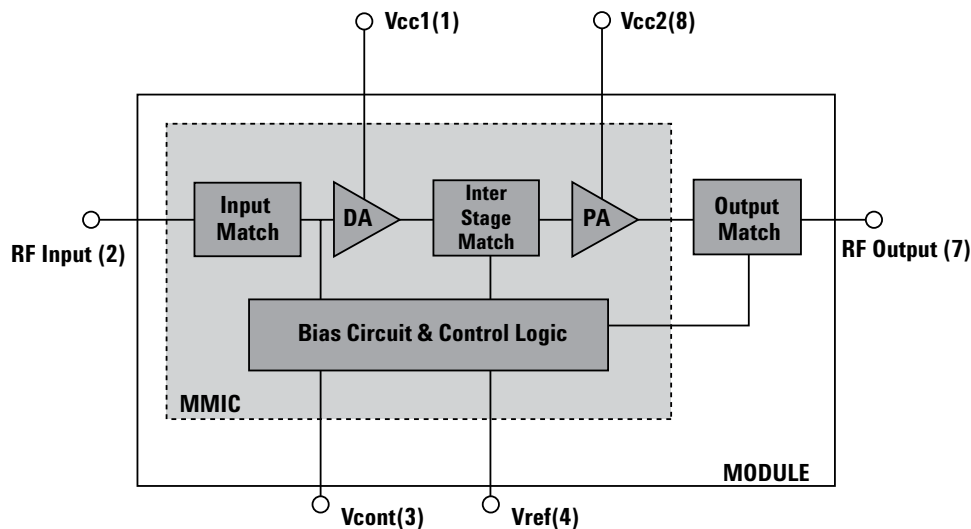 Vcc1(1)
Vcc2(8)
Input
Match
DA
Inter
Stage
Match
PA
Output
Match
RF Input (2)
RF Output (7)
Bias Circuit & Control Logic
MMIC
MODULE
Vcont(3)
Vref(4)